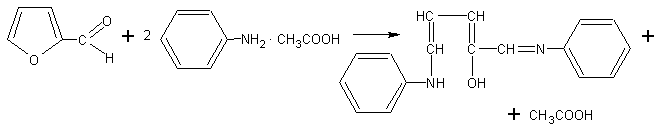 CH CH
O
C + 2 NH₂ · CH₃COOH CH C—CH=N +
O H
NH OH
+ CH₃COOH